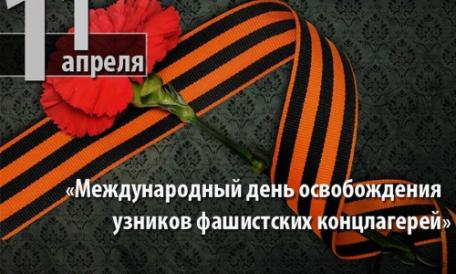 11
апреля
«Международный день освобождения
узников фашистских концлагерей»